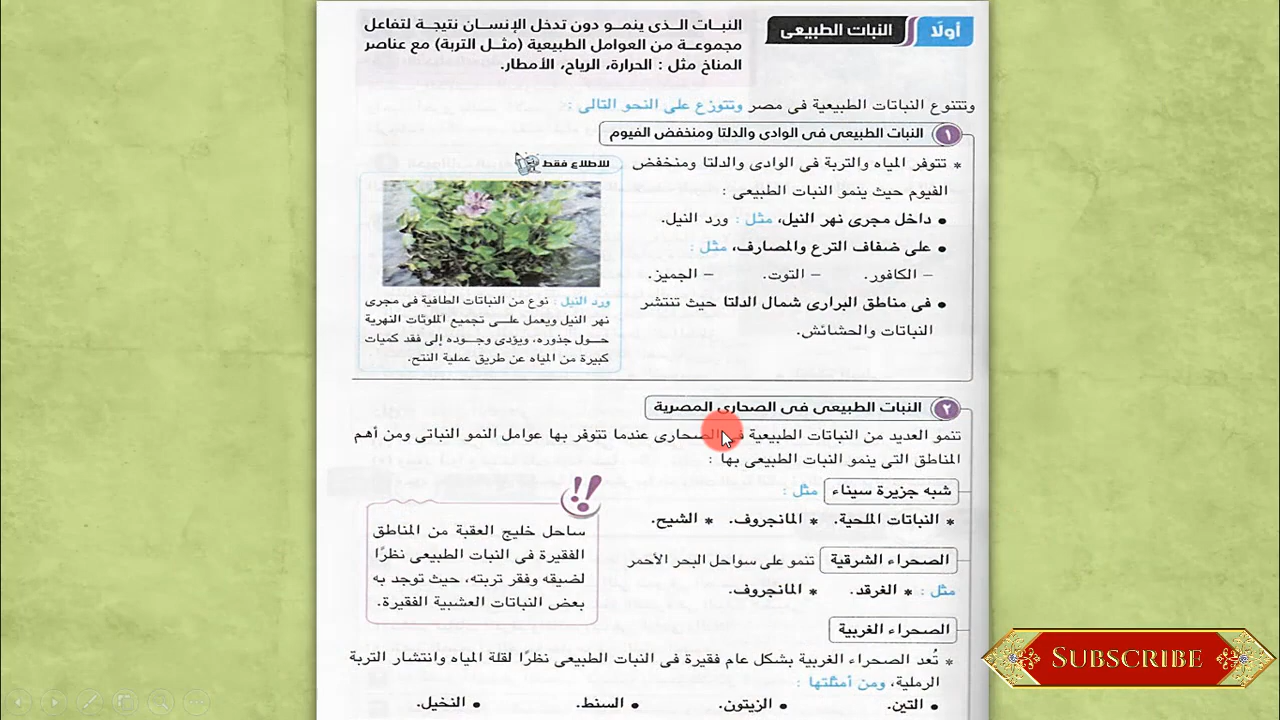 أولًا
النبات الطبيعى
النبات الذى ينمو دون تدخل الإنسان نتيجة لتفاعل
مجموعة من العوامل الطبيعية (مثل التربة) مع عناصر
المناخ مثل : الحرارة، الرياح، الأمطار.
وتتنوع النباتات الطبيعية فى مصر وتتوزع على النحو التالى :
١ النبات الطبيعى فى الوادى والدلتا ومنخفض الفيوم
* تتوفر المياه والتربة فى الوادى والدلتا ومنخفض
الفيوم حيث ينمو النبات الطبيعى :
• داخل مجرى نهر النيل، مثل : ورد النيل.
• على ضفاف الترع والمصارف، مثل :
– الكافور. – التوت. – الجميز.
• فى مناطق البرارى شمال الدلتا حيث تنتشر
النباتات والحشائش.
للاطلاع فقط
ورد النيل : نوع من النباتات الطافية فى مجرى
نهر النيل ويعمل على تجميع الملوثات النهرية
حول جذوره، ويؤدى وجوده إلى فقد كميات
كبيرة من المياه عن طريق عملية النتح.
٢ النبات الطبيعى فى الصحارى المصرية
تنمو العديد من النباتات الطبيعية فى الصحارى عندما تتوفر بها عوامل النمو النباتى ومن أهم
المناطق التى ينمو النبات الطبيعى بها :
شبه جزيرة سيناء مثل :
* النباتات الملحية. * المانجروف. * الشيح.
الصحراء الشرقية تنمو على سواحل البحر الأحمر
مثل : * الغرقد. * المانجروف.
!!
ساحل خليج العقبة من المناطق
الفقيرة فى النبات الطبيعى نظرًا
لضيقه وفقر تربته، حيث توجد به
بعض النباتات العشبية الفقيرة.
الصحراء الغربية
* تُعد الصحراء الغربية بشكل عام فقيرة فى النبات الطبيعى نظرًا لقلة المياه وانتشار التربة
الرملية، ومن أمثلتها :
• التين. • الزيتون. • السنط. • النخيل.
SUBSCRIBE